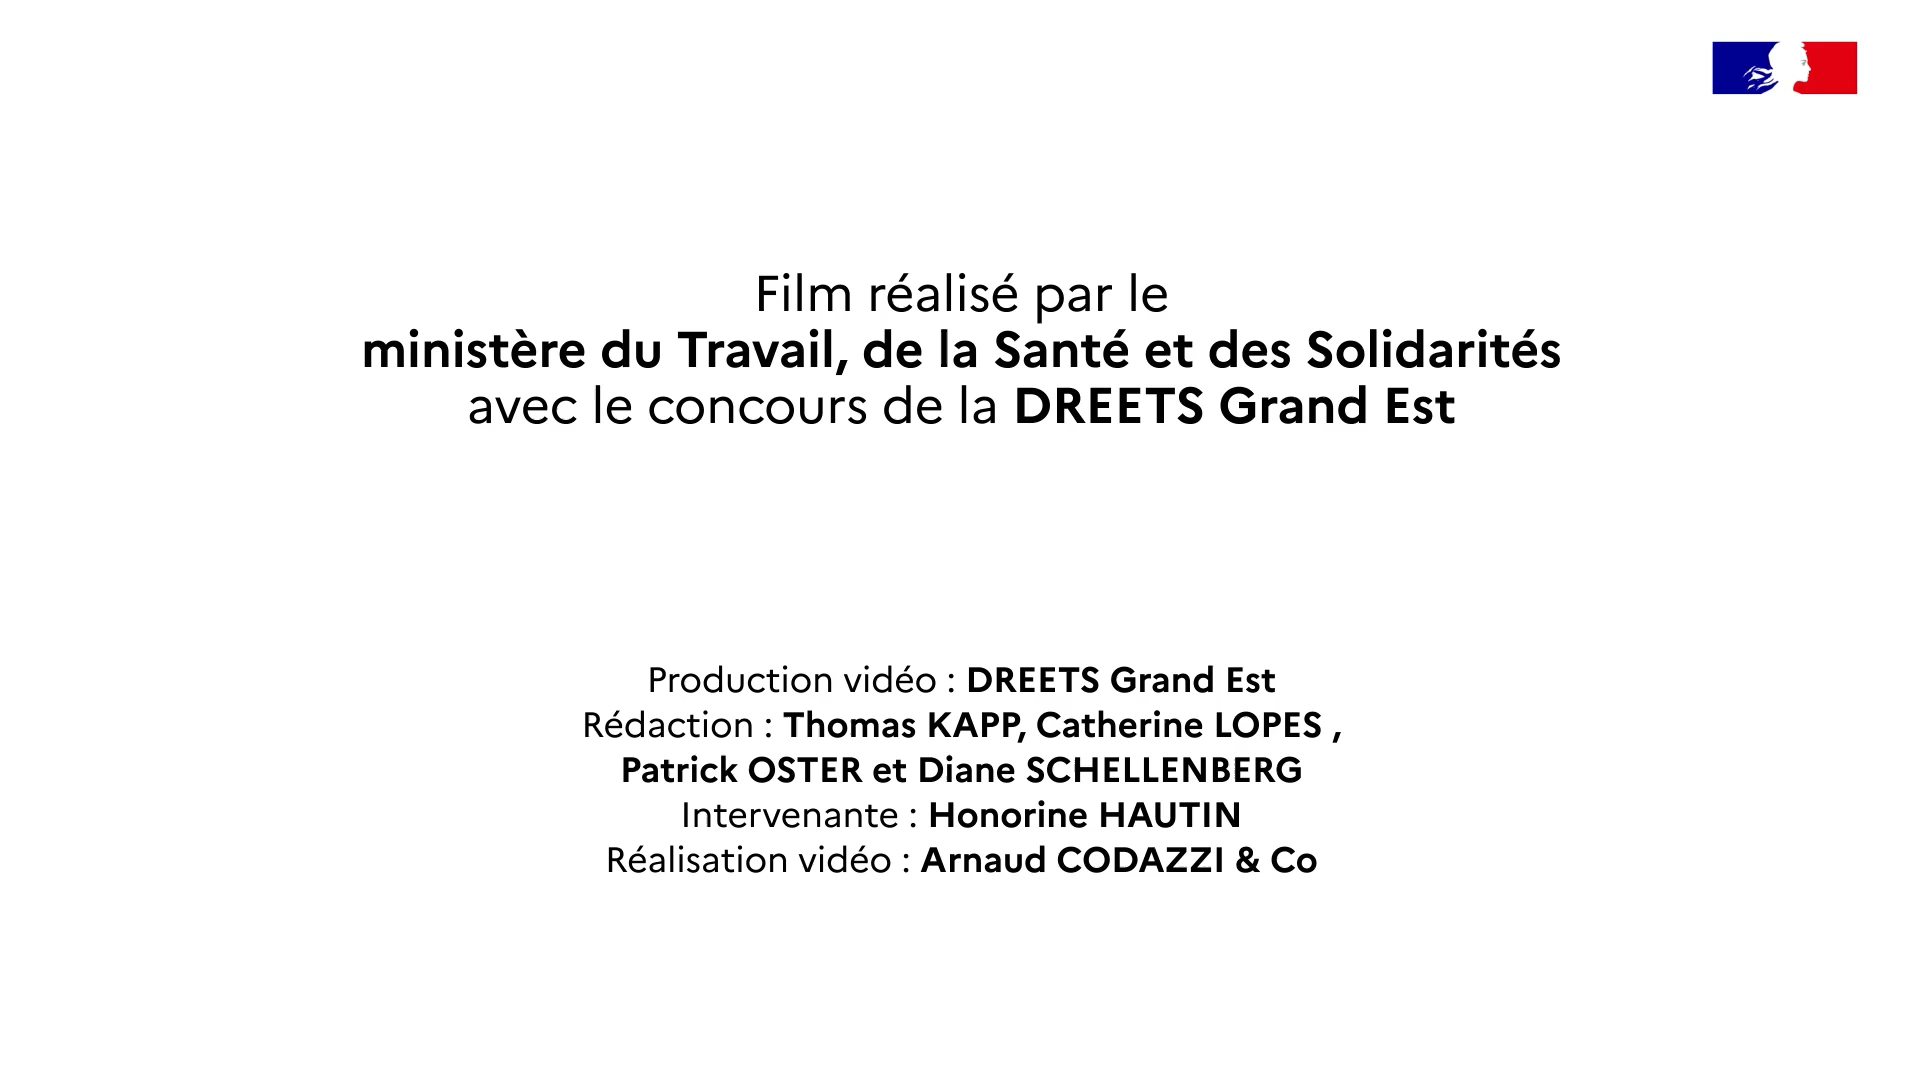 Film réalisé par le
ministère du Travail, de la Santé et des Solidarités
avec le concours de la DREETS Grand Est
Production vidéo : DREETS Grand Est
Rédaction : Thomas KAPP, Catherine LOPES ,
Patrick OSTER et Diane SCHELLENBERG
Intervenante : Honorine HAUTIN
Réalisation vidéo : Arnaud CODAZZI & Co